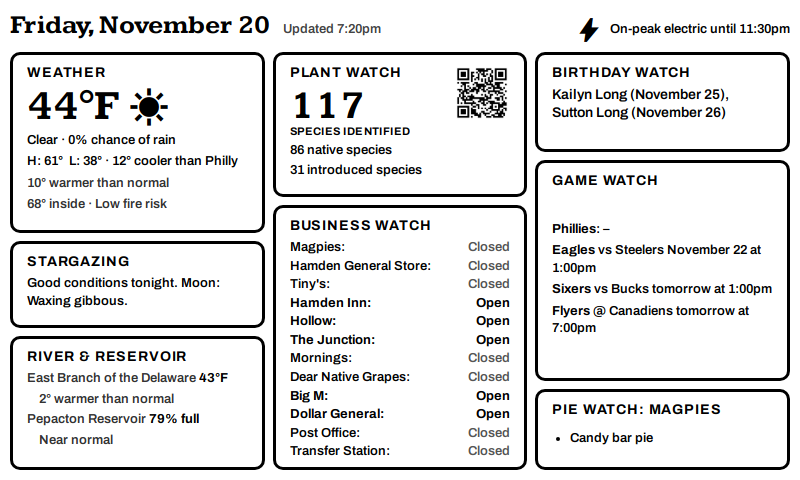 Friday, November 20 Updated 7:20pm
On-peak electric until 11:30pm
WEATHER
44°F
Clear · 0% chance of rain
H: 61° L: 38° · 12° cooler than Philly
10° warmer than normal
68° inside · Low fire risk
STARGAZING
Good conditions tonight. Moon:
Waxing gibbous.
RIVER & RESERVOIR
East Branch of the Delaware 43°F
2° warmer than normal
Pepacton Reservoir 79% full
Near normal
PLANT WATCH
117
SPECIES IDENTIFIED
86 native species
31 introduced species
BUSINESS WATCH
Magpies: Closed
Hamden General Store: Closed
Tiny's: Closed
Hamden Inn: Open
Hollow: Open
The Junction: Open
Mornings: Closed
Dear Native Grapes: Closed
Big M: Open
Dollar General: Open
Post Office: Closed
Transfer Station: Closed
BIRTHDAY WATCH
Kailyn Long (November 25),
Sutton Long (November 26)
GAME WATCH
Phillies: –
Eagles vs Steelers November 22 at
1:00pm
Sixers vs Bucks tomorrow at 1:00pm
Flyers @ Canadiens tomorrow at
7:00pm
PIE WATCH: MAGPIES
• Candy bar pie